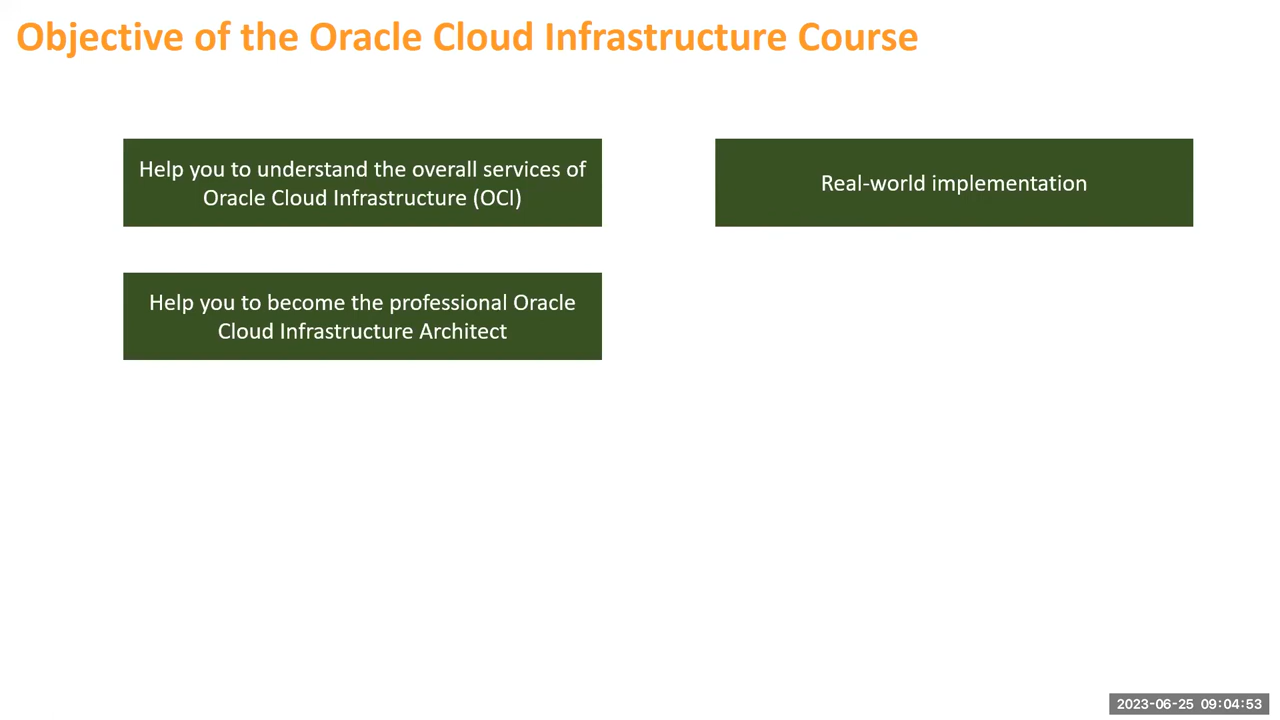 Objective of the Oracle Cloud Infrastructure Course
Help you to understand the overall services of
Oracle Cloud Infrastructure (OCI)
Real-world implementation
Help you to become the professional Oracle
Cloud Infrastructure Architect
2023-06-25 09:04:53